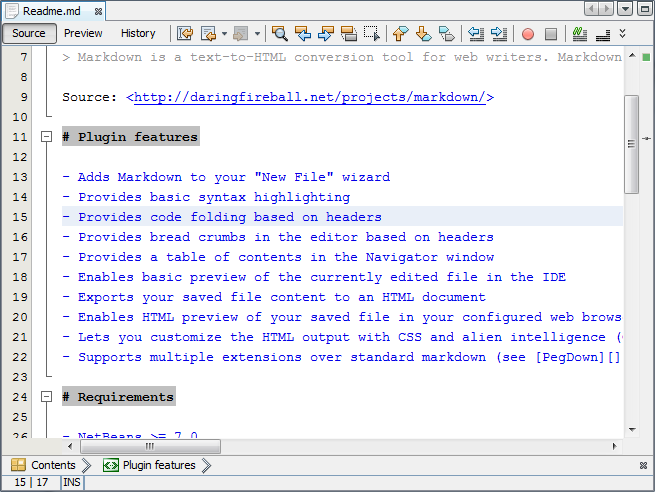 Readme.md
Source Preview History
7 > Markdown is a text-to-HTML conversion tool for web writers. Markdown
8
9 Source: <http://daringfireball.net/projects/markdown/>
10
11 # Plugin features
12
13 - Adds Markdown to your "New File" wizard
14 - Provides basic syntax highlighting
15 - Provides code folding based on headers
16 - Provides bread crumbs in the editor based on headers
17 - Provides a table of contents in the Navigator window
18 - Enables basic preview of the currently edited file in the IDE
19 - Exports your saved file content to an HTML document
20 - Enables HTML preview of your saved file in your configured web brows
21 - Lets you customize the HTML output with CSS and alien intelligence (
22 - Supports multiple extensions over standard markdown (see [PegDown][]
23
24 # Requirements
25
26 - NetBeans >= 7.0
Contents Plugin features
15 | 17 INS